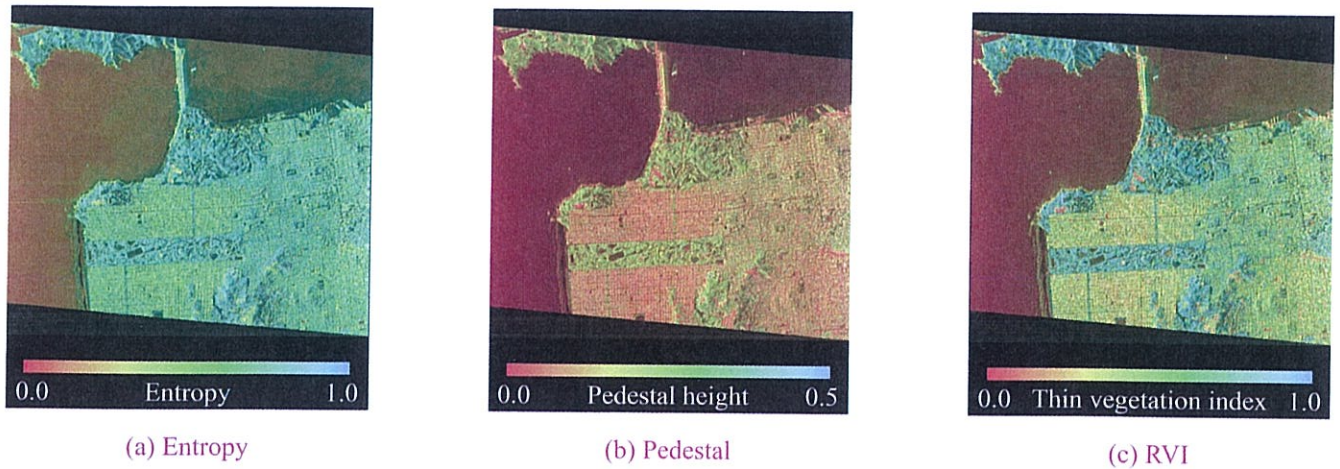 0.0 Entropy 1.0
(a) Entropy
0.0 Pedestal height 0.5
(b) Pedestal
0.0 Thin vegetation index 1.0
(c) RVI